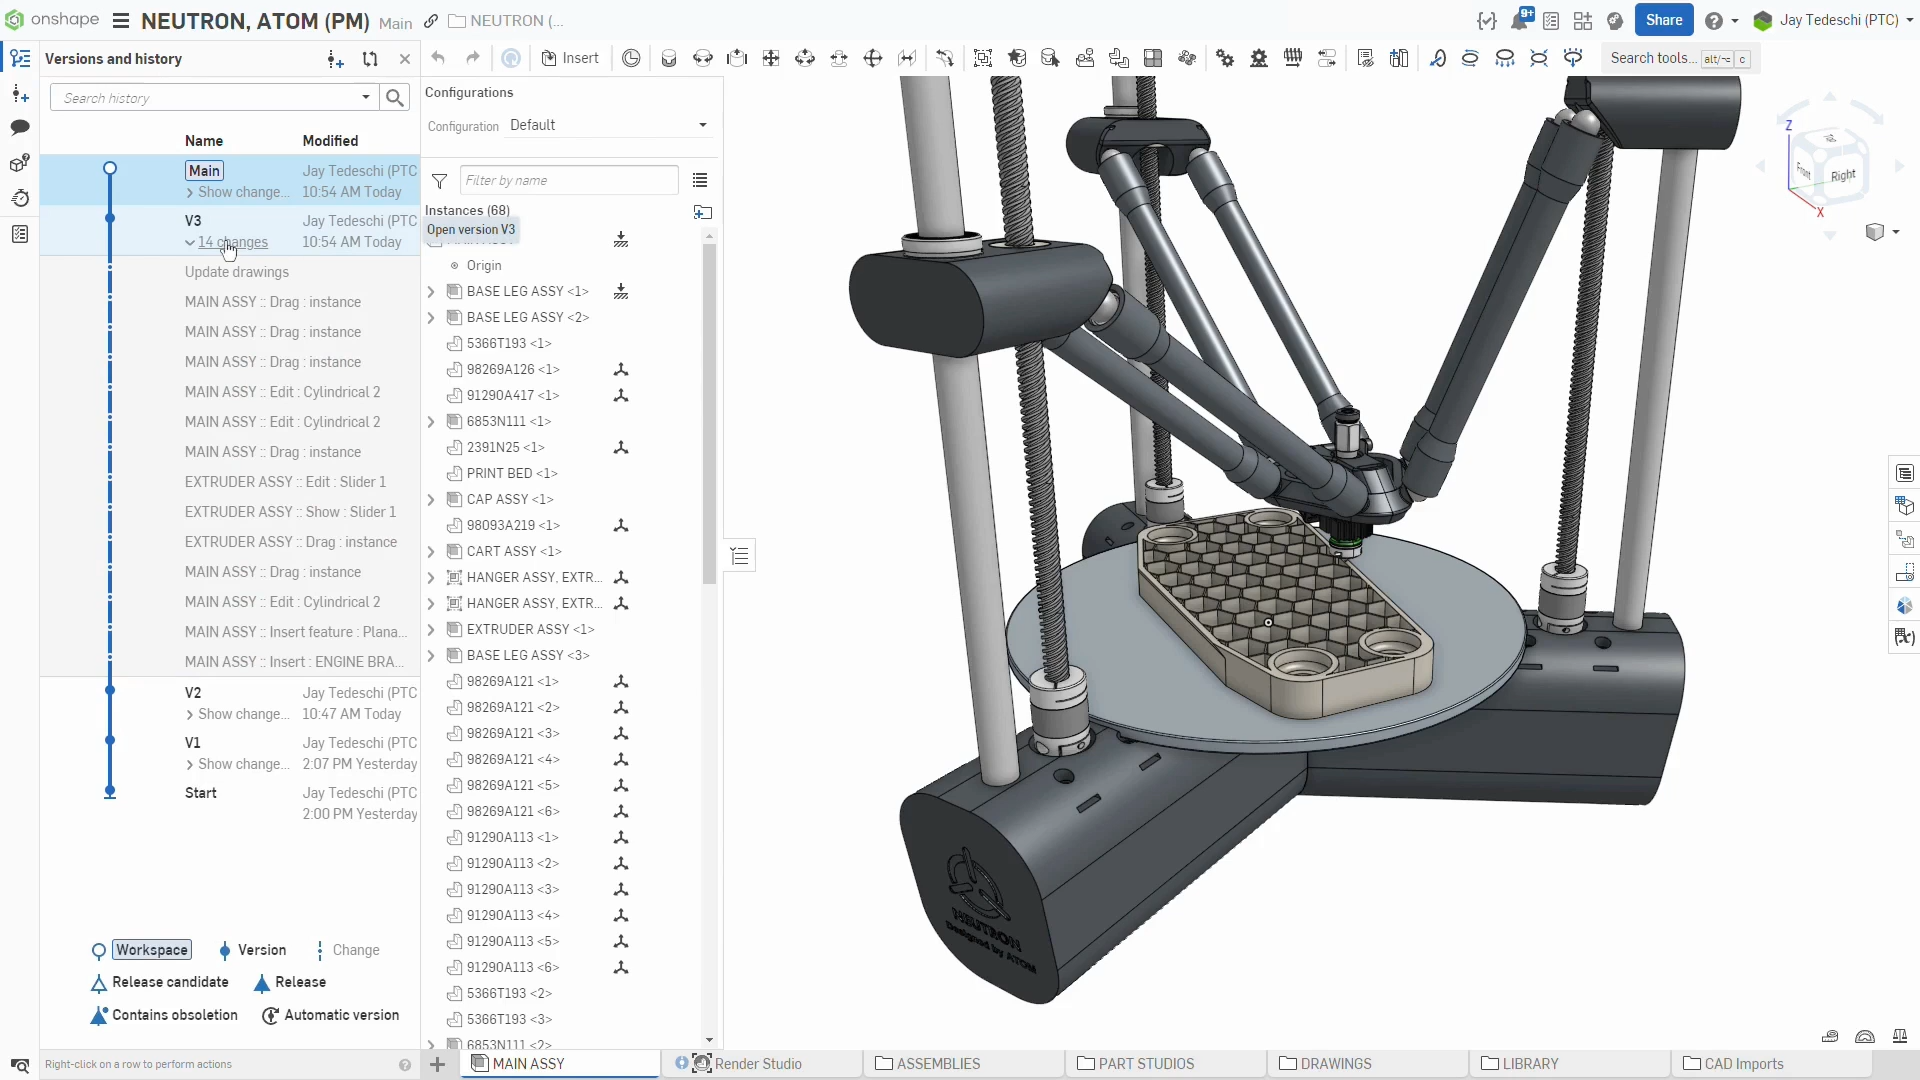 onshape
NEUTRON, ATOM (PM)
Main
NEUTRON (...
9+
Share
Jay Tedeschi (PTC)
Versions and history
Insert
Search tools...
alt/⌥
c
Search history
Name
Modified
Main
Jay Tedeschi (PTC
Show change...
10:54 AM Today
V3
Jay Tedeschi (PTC
14 changes
10:54 AM Today
Update drawings
MAIN ASSY :: Drag : instance
MAIN ASSY :: Drag : instance
MAIN ASSY :: Drag : instance
MAIN ASSY :: Edit : Cylindrical 2
MAIN ASSY :: Edit : Cylindrical 2
MAIN ASSY :: Drag : instance
EXTRUDER ASSY :: Edit : Slider 1
EXTRUDER ASSY :: Show : Slider 1
EXTRUDER ASSY :: Drag : instance
MAIN ASSY :: Drag : instance
MAIN ASSY :: Edit : Cylindrical 2
MAIN ASSY :: Insert feature : Plana...
MAIN ASSY :: Insert : ENGINE BRA...
V2
Jay Tedeschi (PTC
Show change...
10:47 AM Today
V1
Jay Tedeschi (PTC
Show change...
2:07 PM Yesterday
Start
Jay Tedeschi (PTC
2:00 PM Yesterday
Workspace
Version
Change
Release candidate
Release
Contains obsoletion
Automatic version
Right-click on a row to perform actions
Configurations
Configuration
Default
Filter by name
Instances (68)
Open version V3
Origin
BASE LEG ASSY <1>
BASE LEG ASSY <2>
5366T193 <1>
98269A126 <1>
91290A417 <1>
6853N111 <1>
2391N25 <1>
PRINT BED <1>
CAP ASSY <1>
98093A219 <1>
CART ASSY <1>
HANGER ASSY, EXTR...
HANGER ASSY, EXTR...
EXTRUDER ASSY <1>
BASE LEG ASSY <3>
98269A121 <1>
98269A121 <2>
98269A121 <3>
98269A121 <4>
98269A121 <5>
98269A121 <6>
91290A113 <1>
91290A113 <2>
91290A113 <3>
91290A113 <4>
91290A113 <5>
91290A113 <6>
5366T193 <2>
5366T193 <3>
6853N111 <2>
Z
Front
Right
X
NEUTRON
Designed by ATOM
MAIN ASSY
Render Studio
ASSEMBLIES
PART STUDIOS
DRAWINGS
LIBRARY
CAD Imports